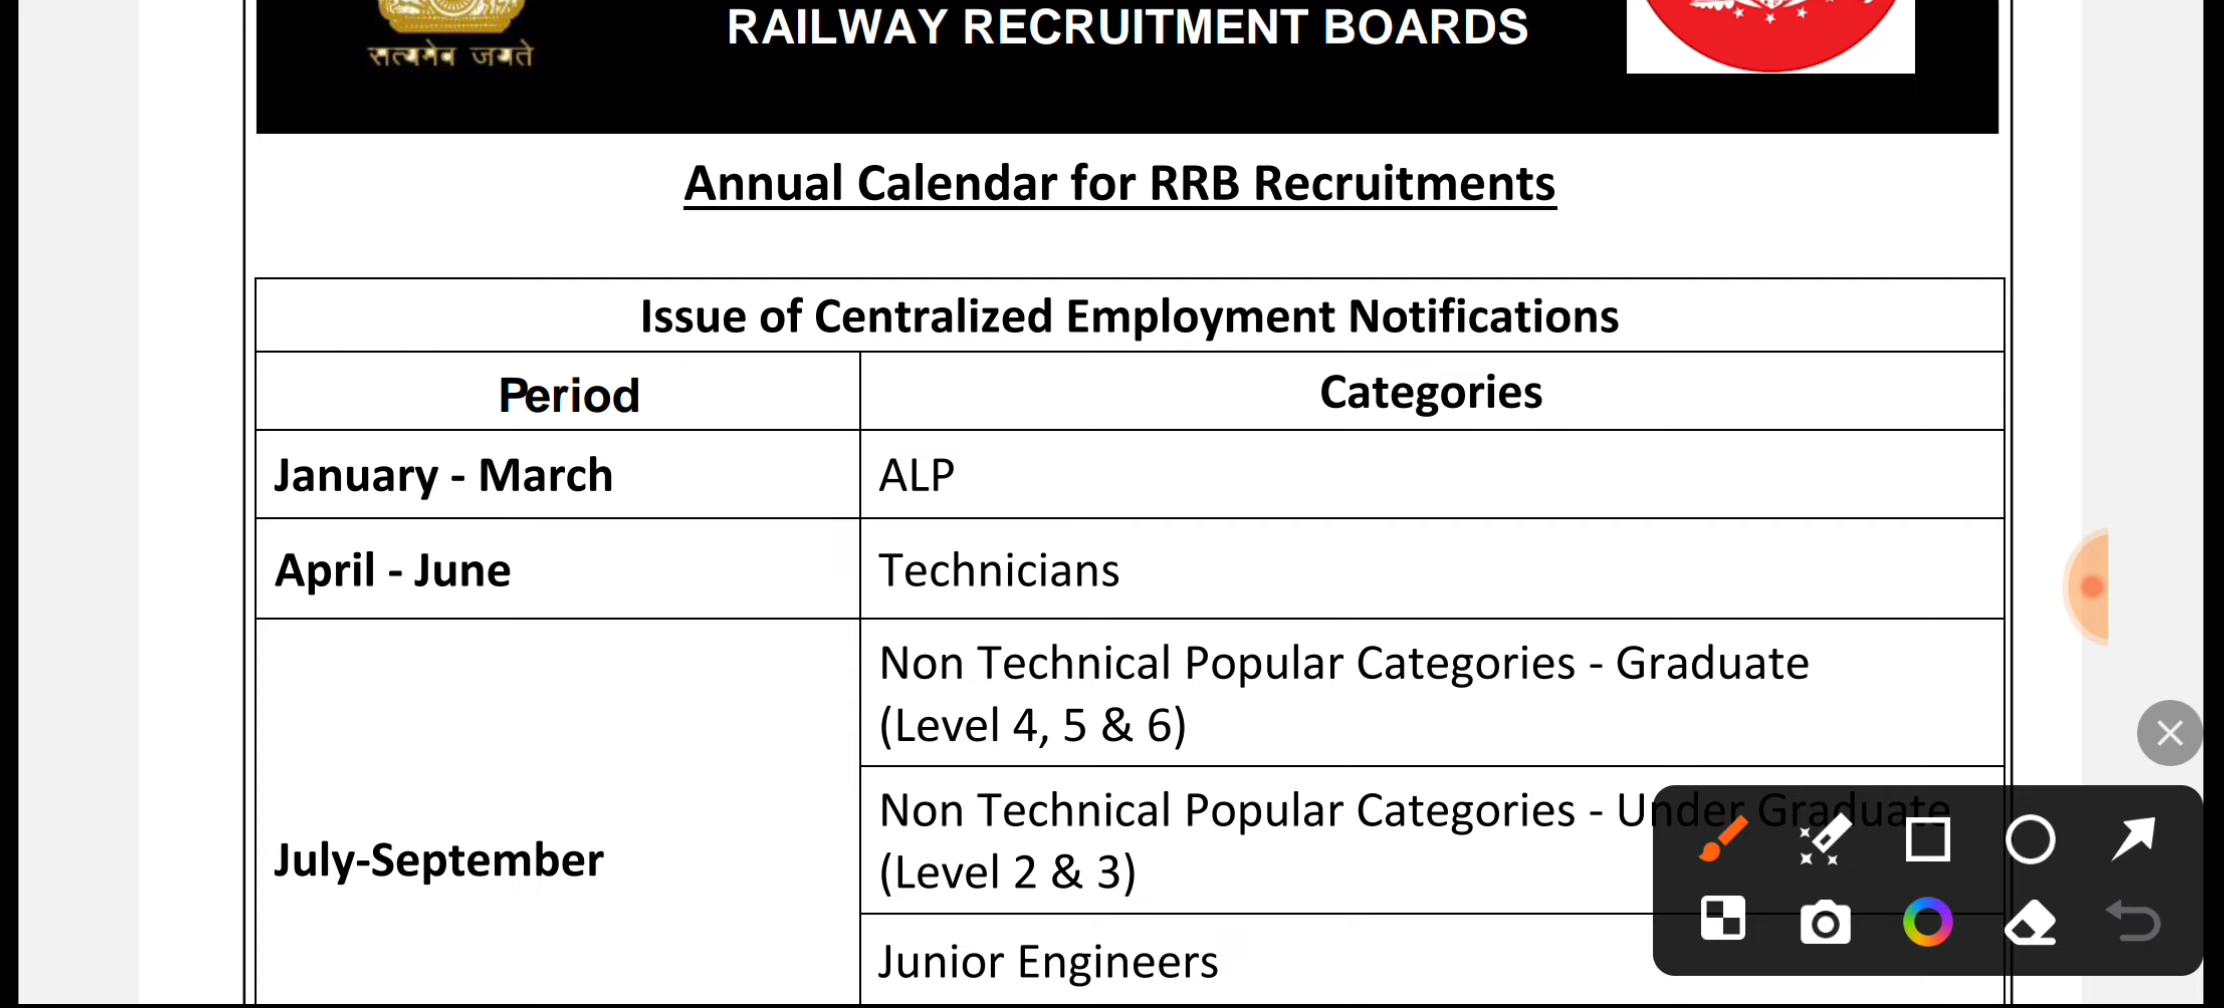 सत्यमेव जयते
RAILWAY RECRUITMENT BOARDS
Annual Calendar for RRB Recruitments
Issue of Centralized Employment Notifications
Period Categories
January - March ALP
April - June Technicians
July-September
Non Technical Popular Categories - Graduate
(Level 4, 5 & 6)
Non Technical Popular Categories - Under Graduate
(Level 2 & 3)
Junior Engineers